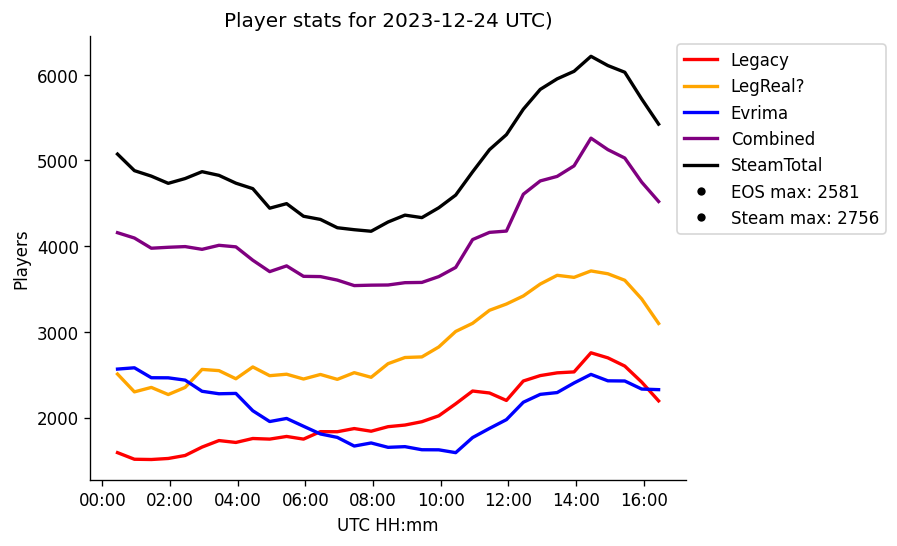 Player stats for 2023-12-24 UTC)
Legacy
LegReal?
Evrima
Combined
SteamTotal
EOS max: 2581
Steam max: 2756
6000
5000
4000
3000
2000
Players
00:00 02:00 04:00 06:00 08:00 10:00 12:00 14:00 16:00
UTC HH:mm